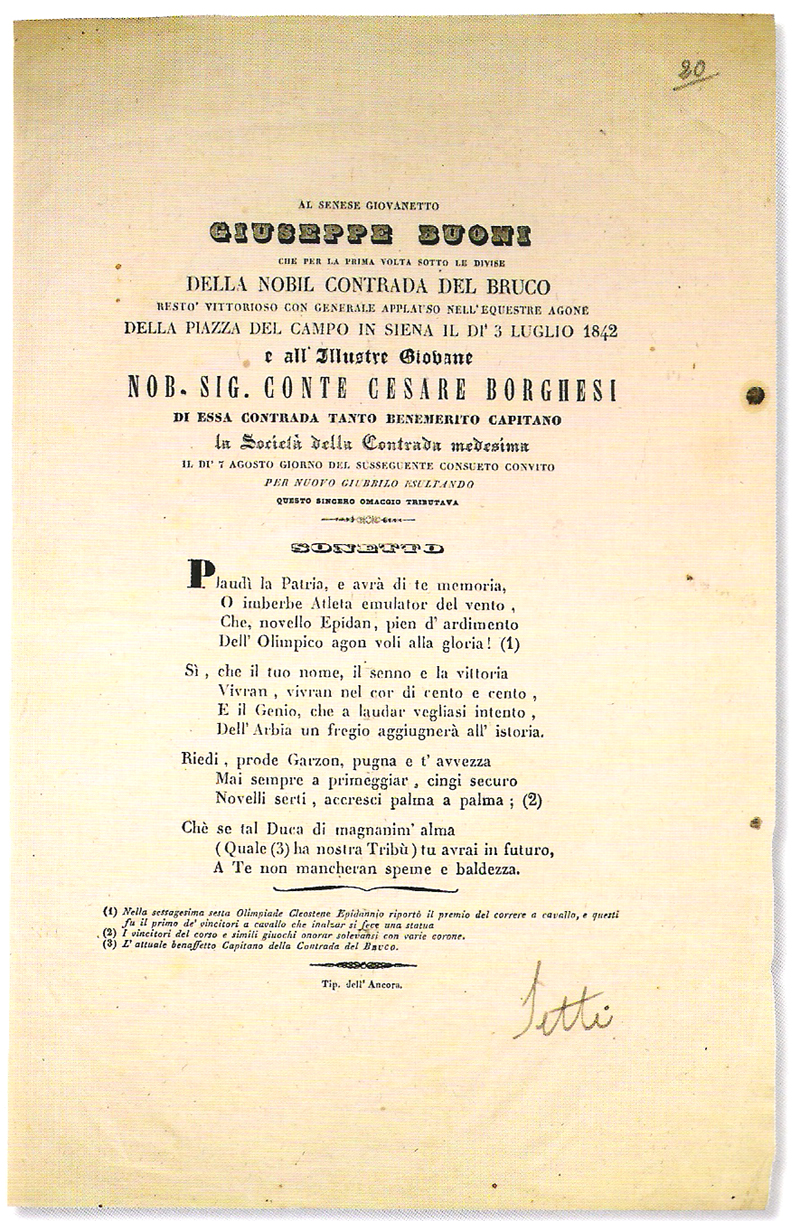 20
AL SENESE GIOVANETTO
GIUSEPPE BUONI
CHE PER LA PRIMA VOLTA SOTTO LE DIVISE
DELLA NOBIL CONTRADA DEL BRUCO
RESTO' VITTORIOSO CON GENERALE APPLAUSO NELL' EQUESTRE AGONE
DELLA PIAZZA DEL CAMPO IN SIENA IL DI' 3 LUGLIO 1842
e all' Illustre Giovane
NOB. SIG. CONTE CESARE BORGHESI
DI ESSA CONTRADA TANTO BENEMERITO CAPITANO
la Società della Contrada medesima
IL DI' 7 AGOSTO GIORNO DEL SUSSEGUENTE CONSUETO CONVITO
PER NUOVO GIUBBILO ESULTANDO
QUESTO SINCERO OMAGGIO TRIBUTAVA
SONETTO
Plaudì la Patria, e avrà di te memoria,
O imberbe Atleta emulator del vento ,
Che, novello Epidan, pien d' ardimento
Dell' Olimpico agon voli alla gloria! (1)
Sì , che il tuo nome, il senno e la vittoria
Vivran , vivran nel cor di cento e cento ,
E il Genio, che a laudar vegliasi intento ,
Dell' Arbia un fregio aggiugnerà all' istoria.
Riedi , prode Garzon, pugna e t' avvezza
Mai sempre a primeggiar , cingi securo
Novelli serti , accresci palma a palma ; (2)
Chè se tal Duca di magnanim' alma
( Quale (3) ha nostra Tribù ) tu avrai in futuro,
A Te non mancheran speme e baldezza.
(1) Nella sessagesima sesta Olimpiade Cleostene Epidannio riportò il premio del correre a cavallo, e questi
fu il primo de' vincitori a cavallo che inalzar si fece una statua
(2) I vincitori del corso e simili giuochi onorar solevansi con varie corone.
(3) L' attuale benaffetto Capitano della Contrada del BRUCO.
Tip. dell' Ancora.
Setti